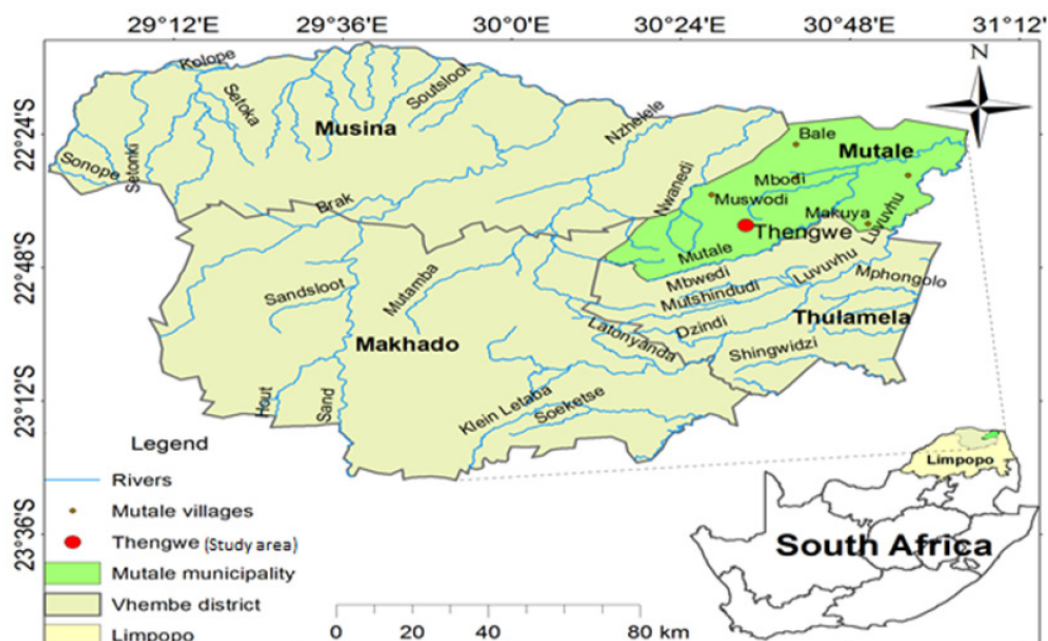 29°12'E 29°36'E 30°0'E 30°24'E 30°48'E 31°12'E
N
22°24'S
22°48'S
23°12'S
23°36'S
Kolope
Setoka
Soutsloot
Musina
Nzhelele
Bale
Mutale
Sonope
Setonki
Nwanedi
Mbodi
Muswodi
Makuya
Brak
Thengwe
Luvuvhu
Mutale
Mbwedi
Luvuvhu
Mphongolo
Mutshindudi
Sandsloot
Mutamba
Makhado
Latonyanda
Dzindi
Thulamela
Shingwidzi
Hout
Sand
Klein Letaba
Soeketse
Legend
Rivers
Mutale villages
Thengwe (Study area)
Mutale municipality
Vhembe district
Limpopo
0 20 40 80 km
Limpopo
South Africa